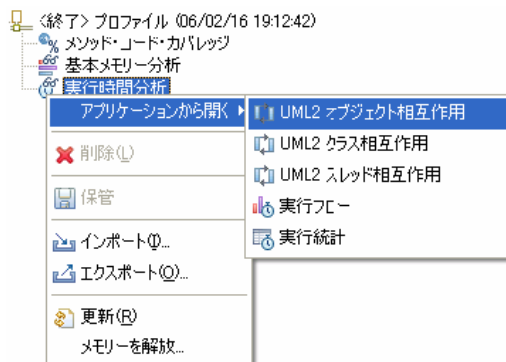 <終了> プロファイル (06/02/16 19:12:42)
メソッド・コード・カバレッジ
基本メモリー分析
実行時間分析
アプリケーションから開く
UML2 オブジェクト相互作用
UML2 クラス相互作用
UML2 スレッド相互作用
実行フロー
実行統計
削除(L)
保管
インポート(I)...
エクスポート(O)...
更新(R)
メモリーを解放...